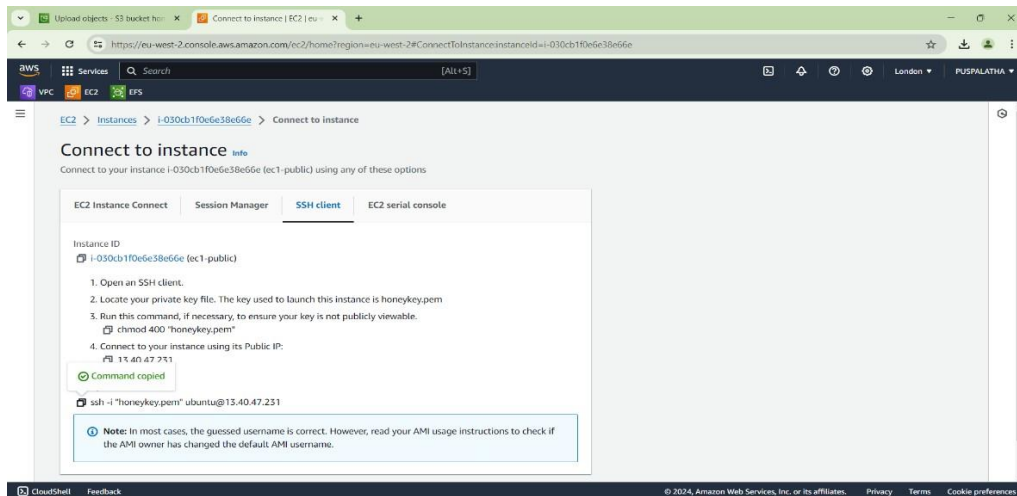 Upload objects - S3 bucket hon
Connect to instance | EC2 | eu-w
https://eu-west-2.console.aws.amazon.com/ec2/home?region=eu-west-2#ConnectToInstance:instanceId=i-030cb1f0e6e38e66e
aws Services Search [Alt+S] London PUSPALATHA
VPC EC2 EFS
EC2 > Instances > i-030cb1f0e6e38e66e > Connect to instance
Connect to instance Info
Connect to your instance i-030cb1f0e6e38e66e (ec1-public) using any of these options
EC2 Instance Connect Session Manager SSH client EC2 serial console
Instance ID
i-030cb1f0e6e38e66e (ec1-public)
1. Open an SSH client.
2. Locate your private key file. The key used to launch this instance is honeykey.pem
3. Run this command, if necessary, to ensure your key is not publicly viewable.
chmod 400 "honeykey.pem"
4. Connect to your instance using its Public IP:
13.40.47.231
Command copied
ssh -i "honeykey.pem" ubuntu@13.40.47.231
Note: In most cases, the guessed username is correct. However, read your AMI usage instructions to check if
the AMI owner has changed the default AMI username.
CloudShell Feedback © 2024, Amazon Web Services, Inc. or its affiliates. Privacy Terms Cookie preferences